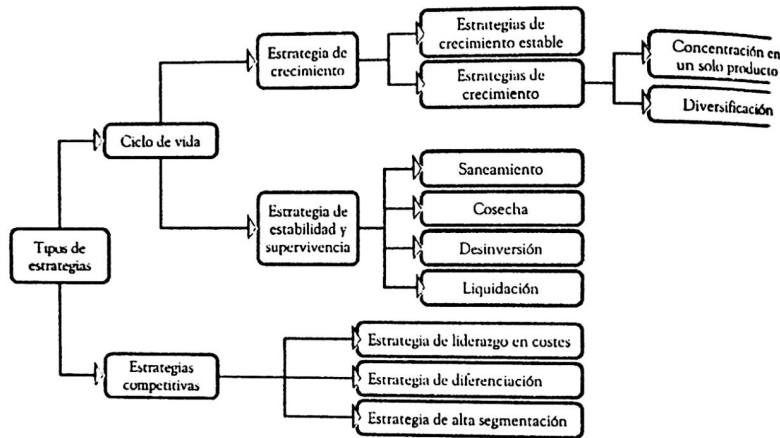 Estrategias de
crecimiento estable
Concentración en
un solo producto
Estrategia de
crecimiento
Estrategias de
crecimiento
Diversificación
Ciclo de vida
Saneamiento
Estrategia de
estabilidad y
supervivencia
Cosecha
Desinversión
Liquidación
Tipos de
estrategias
Estrategia de liderazgo en costes
Estrategias
competitivas
Estrategia de diferenciación
Estrategia de alta segmentación